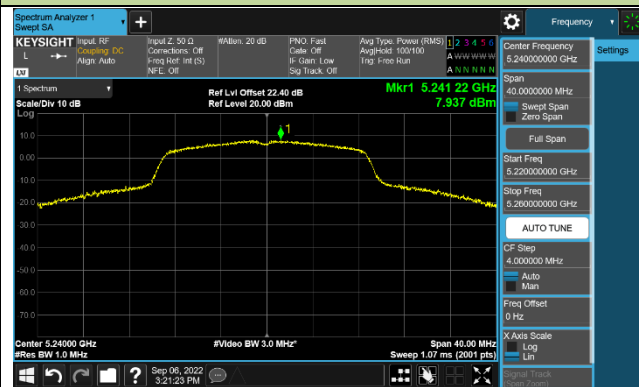 Spectrum Analyzer 1
Swept SA
Frequency
KEYSIGHT
Input: RF
Coupling: DC
Align: Auto
Input Z: 50 Ω
Corrections: Off
Freq Ref: Int (S)
NFE: Off
#Atten: 20 dB
PNO: Fast
Gate: Off
IF Gain: Low
Sig Track: Off
Avg Type: Power (RMS)
Avg|Hold: 100/100
Trig: Free Run
1 2 3 4 5 6
A W W W W W
A N N N N N
L
LXI
1 Spectrum
Scale/Div 10 dB
Log
Ref Lvl Offset 22.40 dB
Ref Level 20.00 dBm
Mkr1 5.241 22 GHz
7.937 dBm
1
10.0
0.00
-10.0
-20.0
-30.0
-40.0
-50.0
-60.0
-70.0
Center 5.24000 GHz
#Res BW 1.0 MHz
#Video BW 3.0 MHz*
Span 40.00 MHz
Sweep 1.07 ms (2001 pts)
Sep 06, 2022
3:21:23 PM
Center Frequency
5.240000000 GHz
Settings
Span
40.0000000 MHz
Swept Span
Zero Span
Full Span
Start Freq
5.220000000 GHz
Stop Freq
5.260000000 GHz
AUTO TUNE
CF Step
4.000000 MHz
Auto
Man
Freq Offset
0 Hz
X Axis Scale
Log
Lin
Signal Track
(Span Zoom)